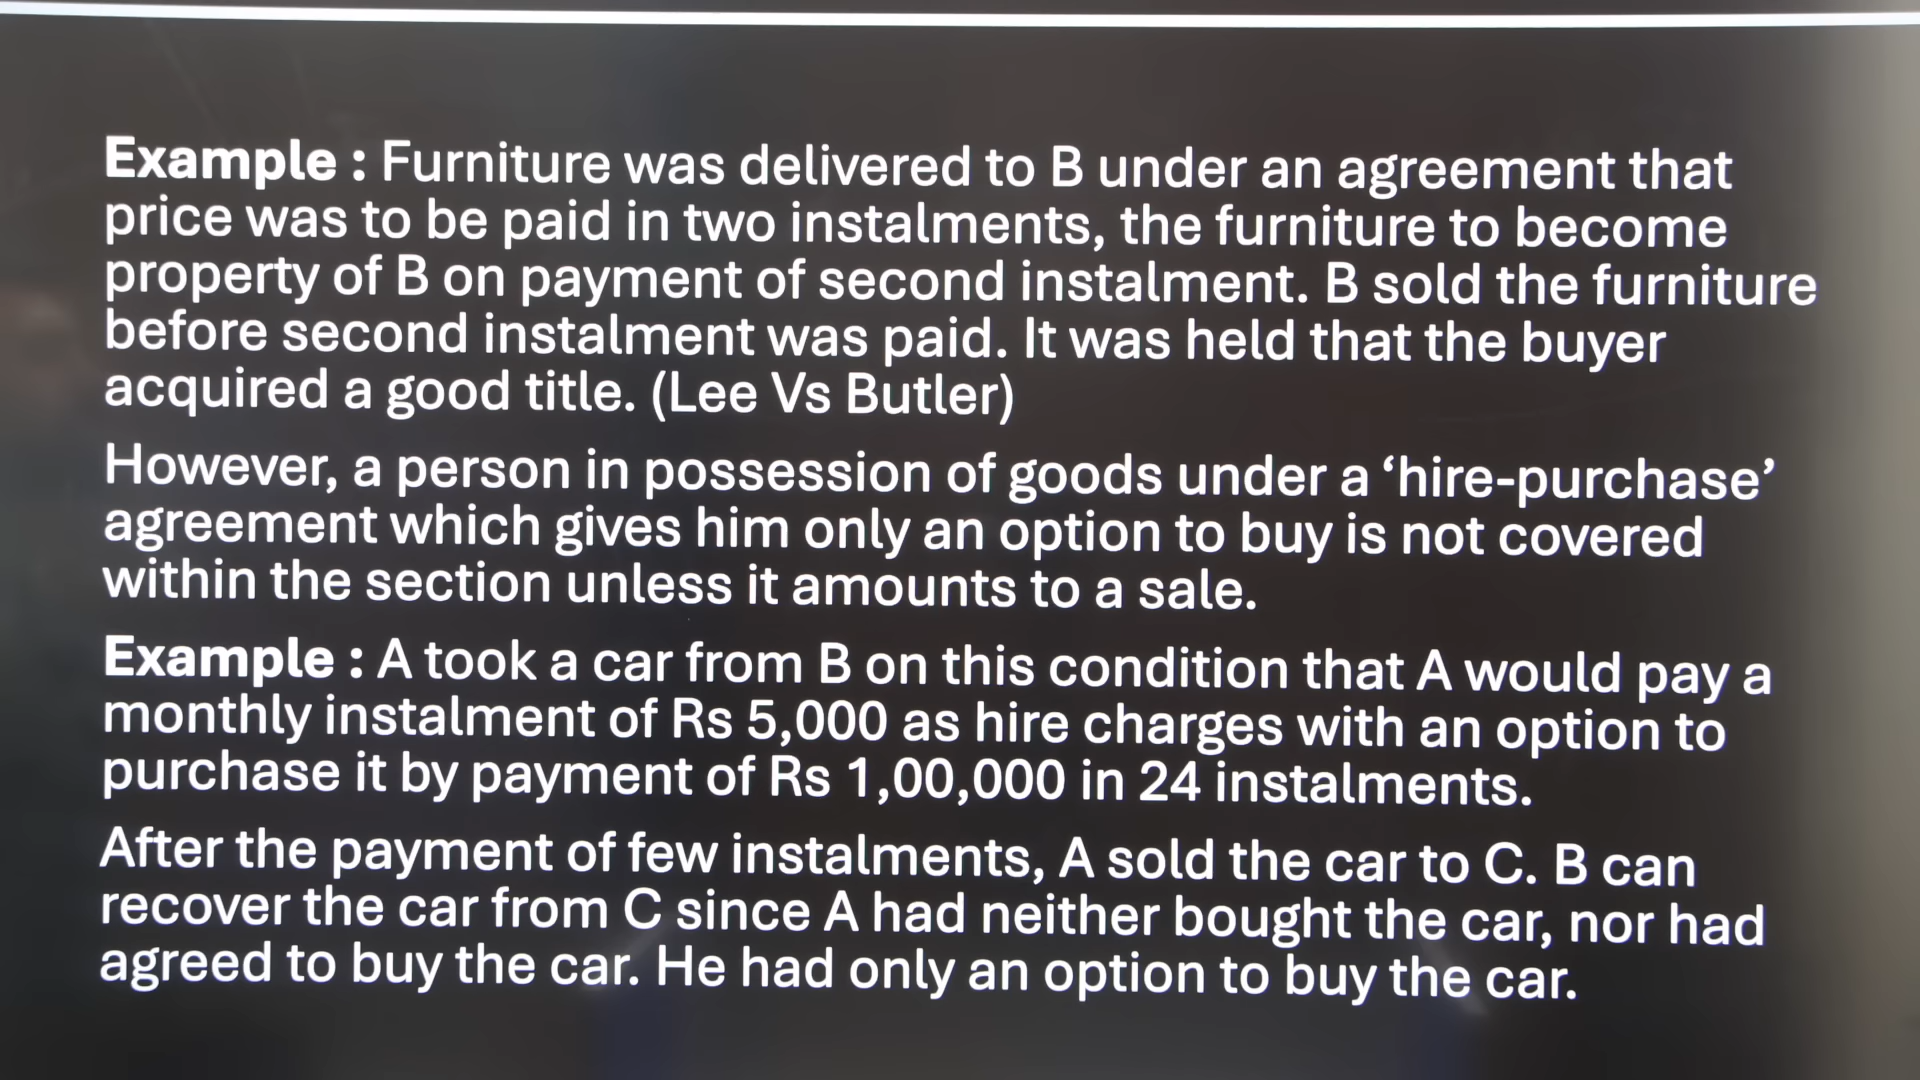 Example : Furniture was delivered to B under an agreement that
price was to be paid in two instalments, the furniture to become
property of B on payment of second instalment. B sold the furniture
before second instalment was paid. It was held that the buyer
acquired a good title. (Lee Vs Butler)
However, a person in possession of goods under a ‘hire-purchase’
agreement which gives him only an option to buy is not covered
within the section unless it amounts to a sale.
Example : A took a car from B on this condition that A would pay a
monthly instalment of Rs 5,000 as hire charges with an option to
purchase it by payment of Rs 1,00,000 in 24 instalments.
After the payment of few instalments, A sold the car to C. B can
recover the car from C since A had neither bought the car, nor had
agreed to buy the car. He had only an option to buy the car.